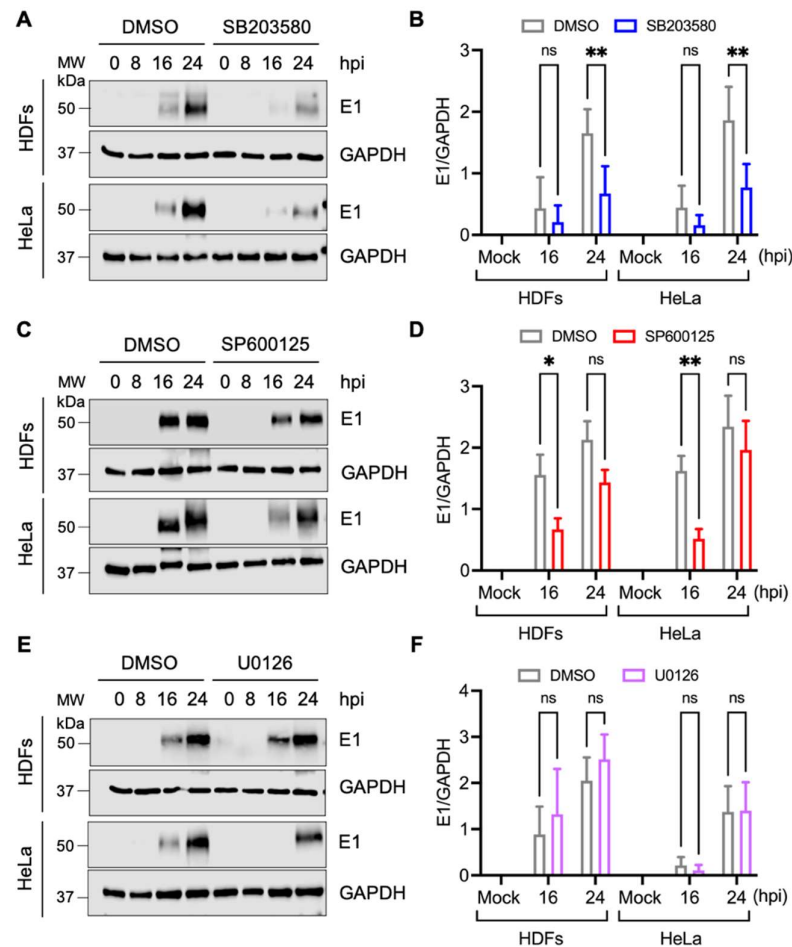 A
DMSO SB203580
MW 0 8 16 24 0 8 16 24 hpi
kDa
HDFs
50 E1
37 GAPDH
HeLa
50 E1
37 GAPDH
B
DMSO SB203580
ns ** ns **
E1/GAPDH
3
2
1
0
Mock 16 24 Mock 16 24 (hpi)
HDFs HeLa
C
DMSO SP600125
MW 0 8 16 24 0 8 16 24 hpi
kDa
HDFs
50 E1
37 GAPDH
HeLa
50 E1
37 GAPDH
D
DMSO SP600125
* ns ** ns
E1/GAPDH
3
2
1
0
Mock 16 24 Mock 16 24 (hpi)
HDFs HeLa
E
DMSO U0126
MW 0 8 16 24 0 8 16 24 hpi
kDa
HDFs
50 E1
37 GAPDH
HeLa
50 E1
37 GAPDH
F
DMSO U0126
ns ns ns ns
E1/GAPDH
4
3
2
1
0
Mock 16 24 Mock 16 24 (hpi)
HDFs HeLa